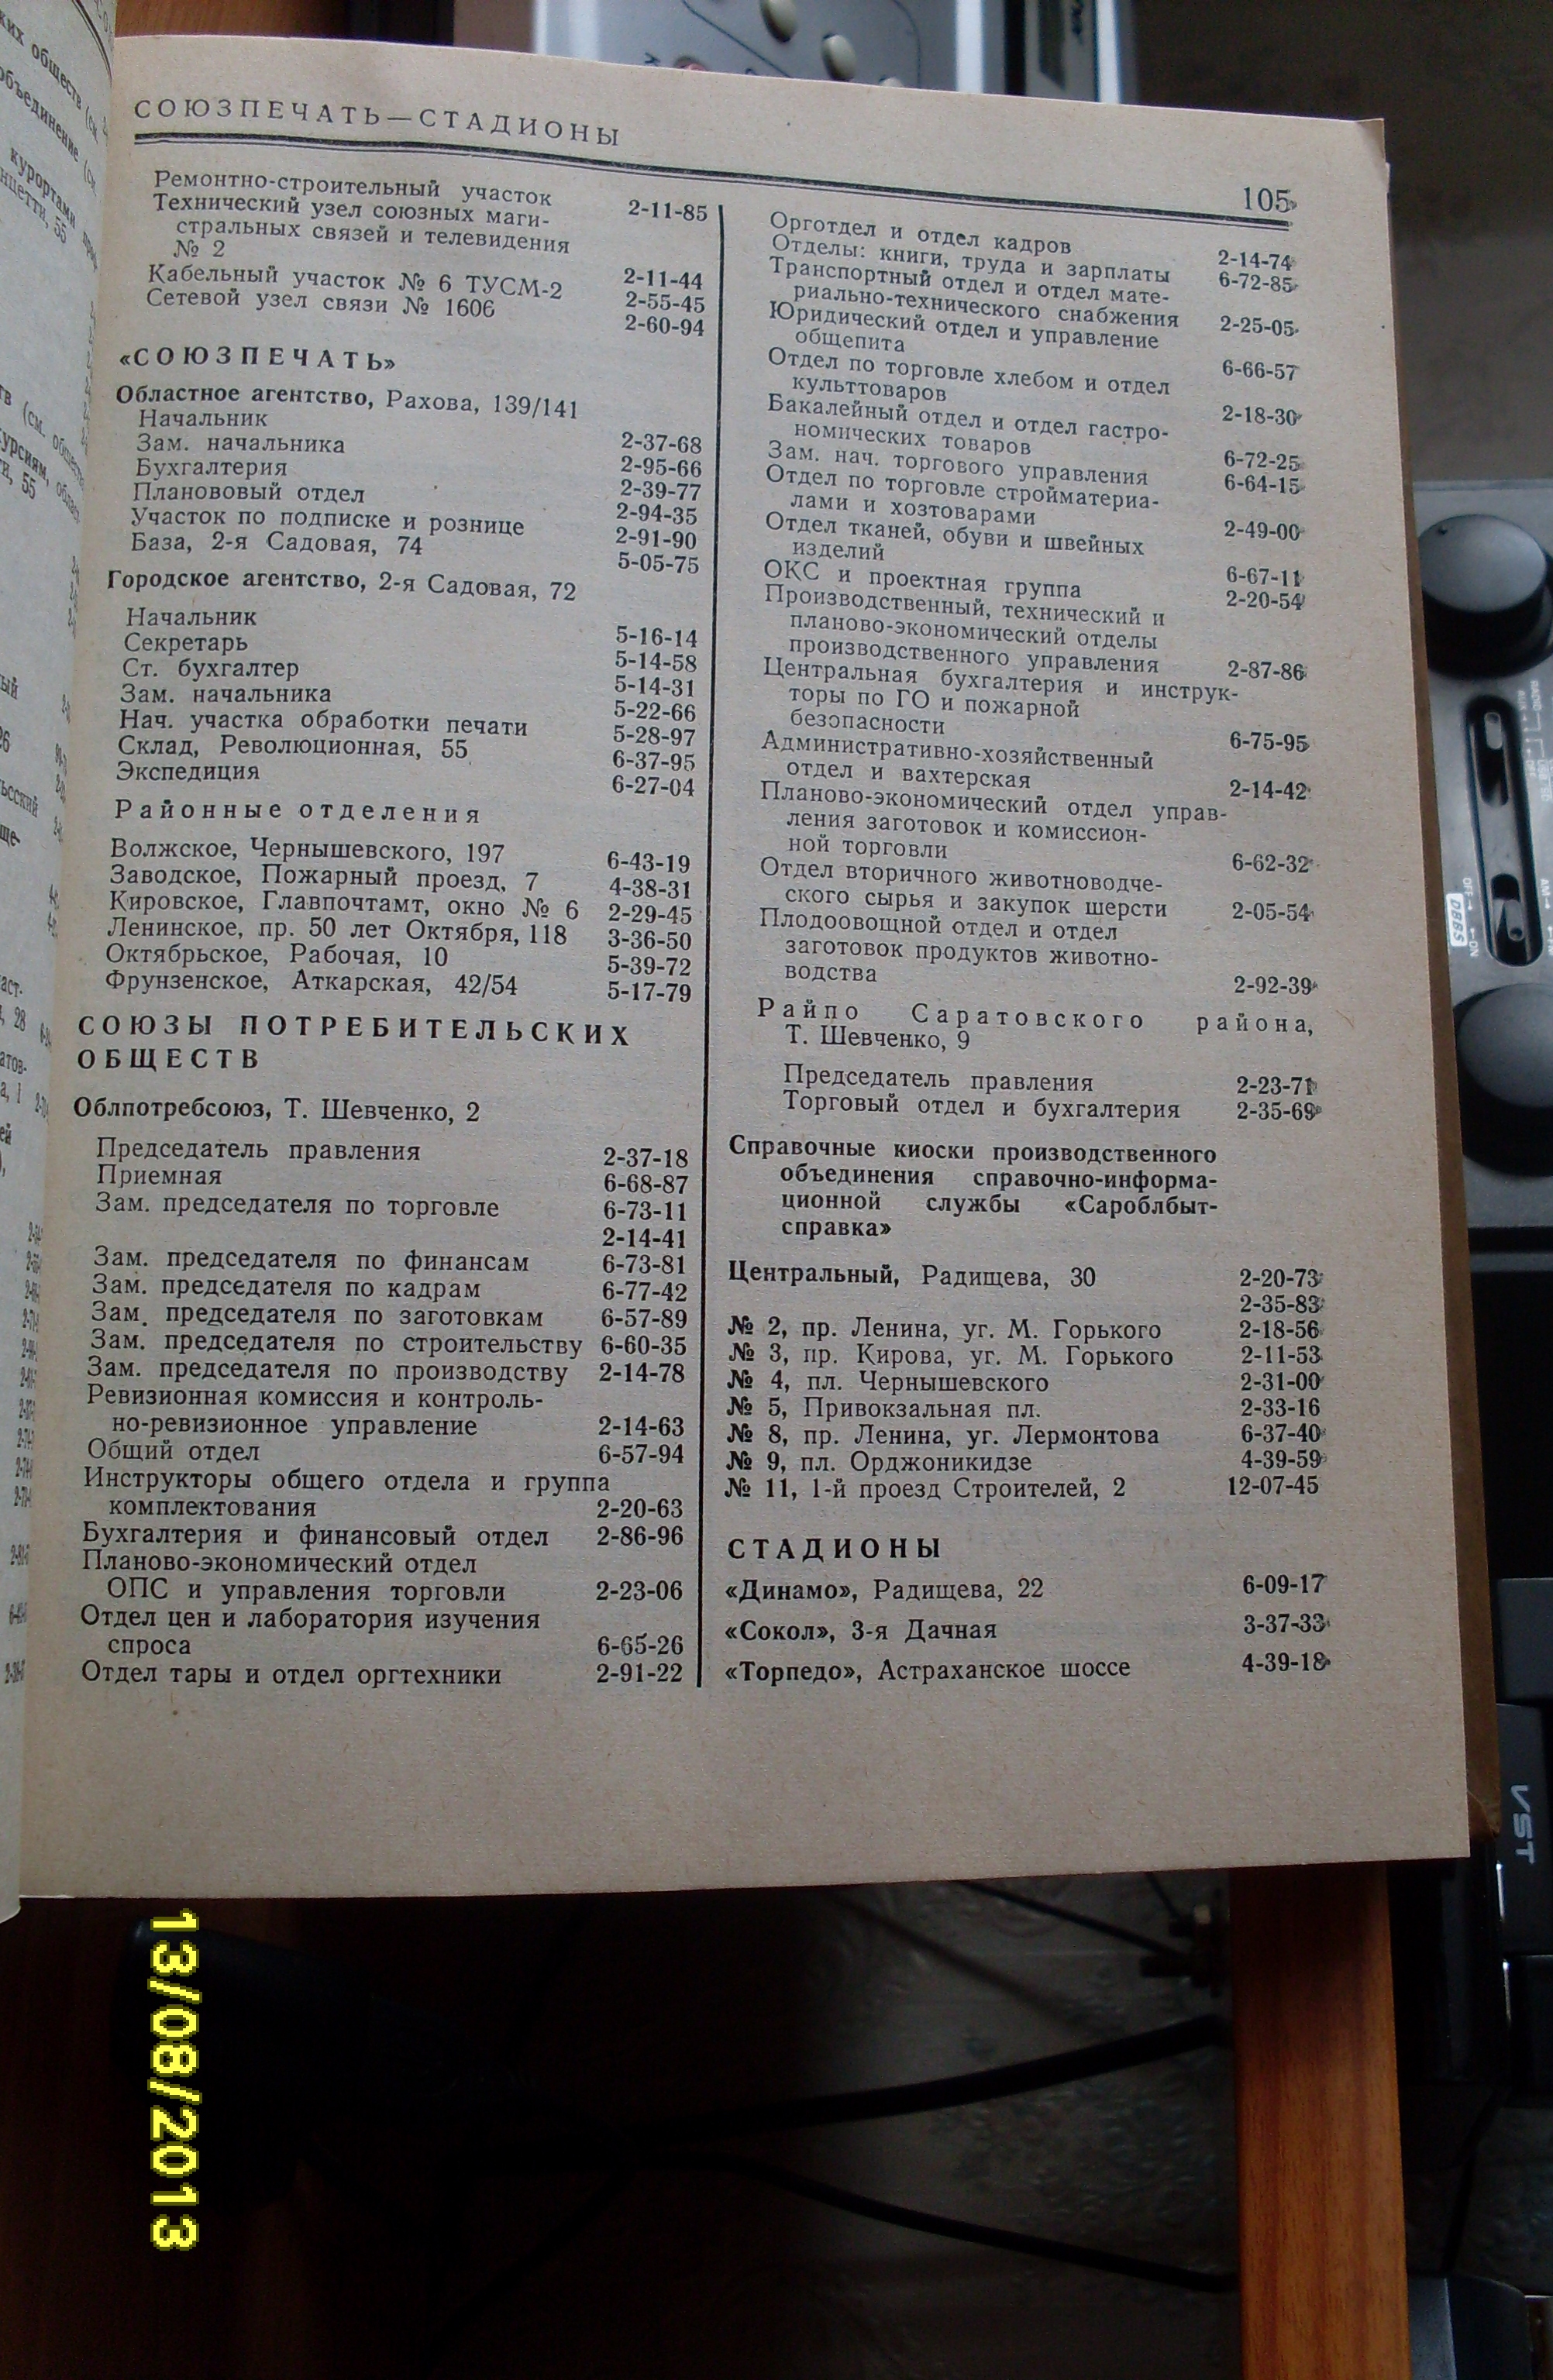 СОЮЗПЕЧАТЬ—СТАДИОНЫ
105
Ремонтно-строительный участок 2-11-85
Технический узел союзных маги-
стральных связей и телевидения
№ 2 2-11-44
Кабельный участок № 6 ТУСМ-2 2-55-45
Сетевой узел связи № 1606 2-60-94
«СОЮЗПЕЧАТЬ»
Областное агентство, Рахова, 139/141
Начальник 2-37-68
Зам. начальника 2-95-66
Бухгалтерия 2-39-77
Планововый отдел 2-94-35
Участок по подписке и рознице 2-91-90
База, 2-я Садовая, 74 5-05-75
Городское агентство, 2-я Садовая, 72
Начальник 5-16-14
Секретарь 5-14-58
Ст. бухгалтер 5-14-31
Зам. начальника 5-22-66
Нач. участка обработки печати 5-28-97
Склад, Революционная, 55 6-37-95
Экспедиция 6-27-04
Районные отделения
Волжское, Чернышевского, 197 6-43-19
Заводское, Пожарный проезд, 7 4-38-31
Кировское, Главпочтамт, окно № 6 2-29-45
Ленинское, пр. 50 лет Октября, 118 3-36-50
Октябрьское, Рабочая, 10 5-39-72
Фрунзенское, Аткарская, 42/54 5-17-79
СОЮЗЫ ПОТРЕБИТЕЛЬСКИХ
ОБЩЕСТВ
Облпотребсоюз, Т. Шевченко, 2
Председатель правления 2-37-18
Приемная 6-68-87
Зам. председателя по торговле 6-73-11
2-14-41
Зам. председателя по финансам 6-73-81
Зам. председателя по кадрам 6-77-42
Зам. председателя по заготовкам 6-57-89
Зам. председателя по строительству 6-60-35
Зам. председателя по производству 2-14-78
Ревизионная комиссия и контроль-
но-ревизионное управление 2-14-63
Общий отдел 6-57-94
Инструкторы общего отдела и группа
комплектования 2-20-63
Бухгалтерия и финансовый отдел 2-86-96
Планово-экономический отдел
ОПС и управления торговли 2-23-06
Отдел цен и лаборатория изучения
спроса 6-65-26
Отдел тары и отдел оргтехники 2-91-22
Орготдел и отдел кадров 2-14-74
Отделы: книги, труда и зарплаты 6-72-85
Транспортный отдел и отдел мате-
риально-технического снабжения 2-25-05
Юридический отдел и управление
общепита 6-66-57
Отдел по торговле хлебом и отдел
культтоваров 2-18-30
Бакалейный отдел и отдел гастро-
номических товаров 6-72-25
Зам. нач. торгового управления 6-64-15
Отдел по торговле стройматериа-
лами и хозтоварами 2-49-00
Отдел тканей, обуви и швейных
изделий 6-67-11
ОКС и проектная группа 2-20-54
Производственный, технический и
планово-экономический отделы
производственного управления 2-87-86
Центральная бухгалтерия и инструк-
торы по ГО и пожарной
безопасности 6-75-95
Административно-хозяйственный
отдел и вахтерская 2-14-42
Планово-экономический отдел управ-
ления заготовок и комиссион-
ной торговли 6-62-32
Отдел вторичного животноводче-
ского сырья и закупок шерсти 2-05-54
Плодоовощной отдел и отдел
заготовок продуктов животно-
водства 2-92-39
Райпо Саратовского района,
Т. Шевченко, 9
Председатель правления 2-23-71
Торговый отдел и бухгалтерия 2-35-69
Справочные киоски производственного
объединения справочно-информа-
ционной службы «Сароблбыт-
справка»
Центральный, Радищева, 30 2-20-73
2-35-83
№ 2, пр. Ленина, уг. М. Горького 2-18-56
№ 3, пр. Кирова, уг. М. Горького 2-11-53
№ 4, пл. Чернышевского 2-31-00
№ 5, Привокзальная пл. 2-33-16
№ 8, пр. Ленина, уг. Лермонтова 6-37-40
№ 9, пл. Орджоникидзе 4-39-59
№ 11, 1-й проезд Строителей, 2 12-07-45
СТАДИОНЫ
«Динамо», Радищева, 22 6-09-17
«Сокол», 3-я Дачная 3-37-33
«Торпедо», Астраханское шоссе 4-39-18
DBBS
VST
13/08/2013